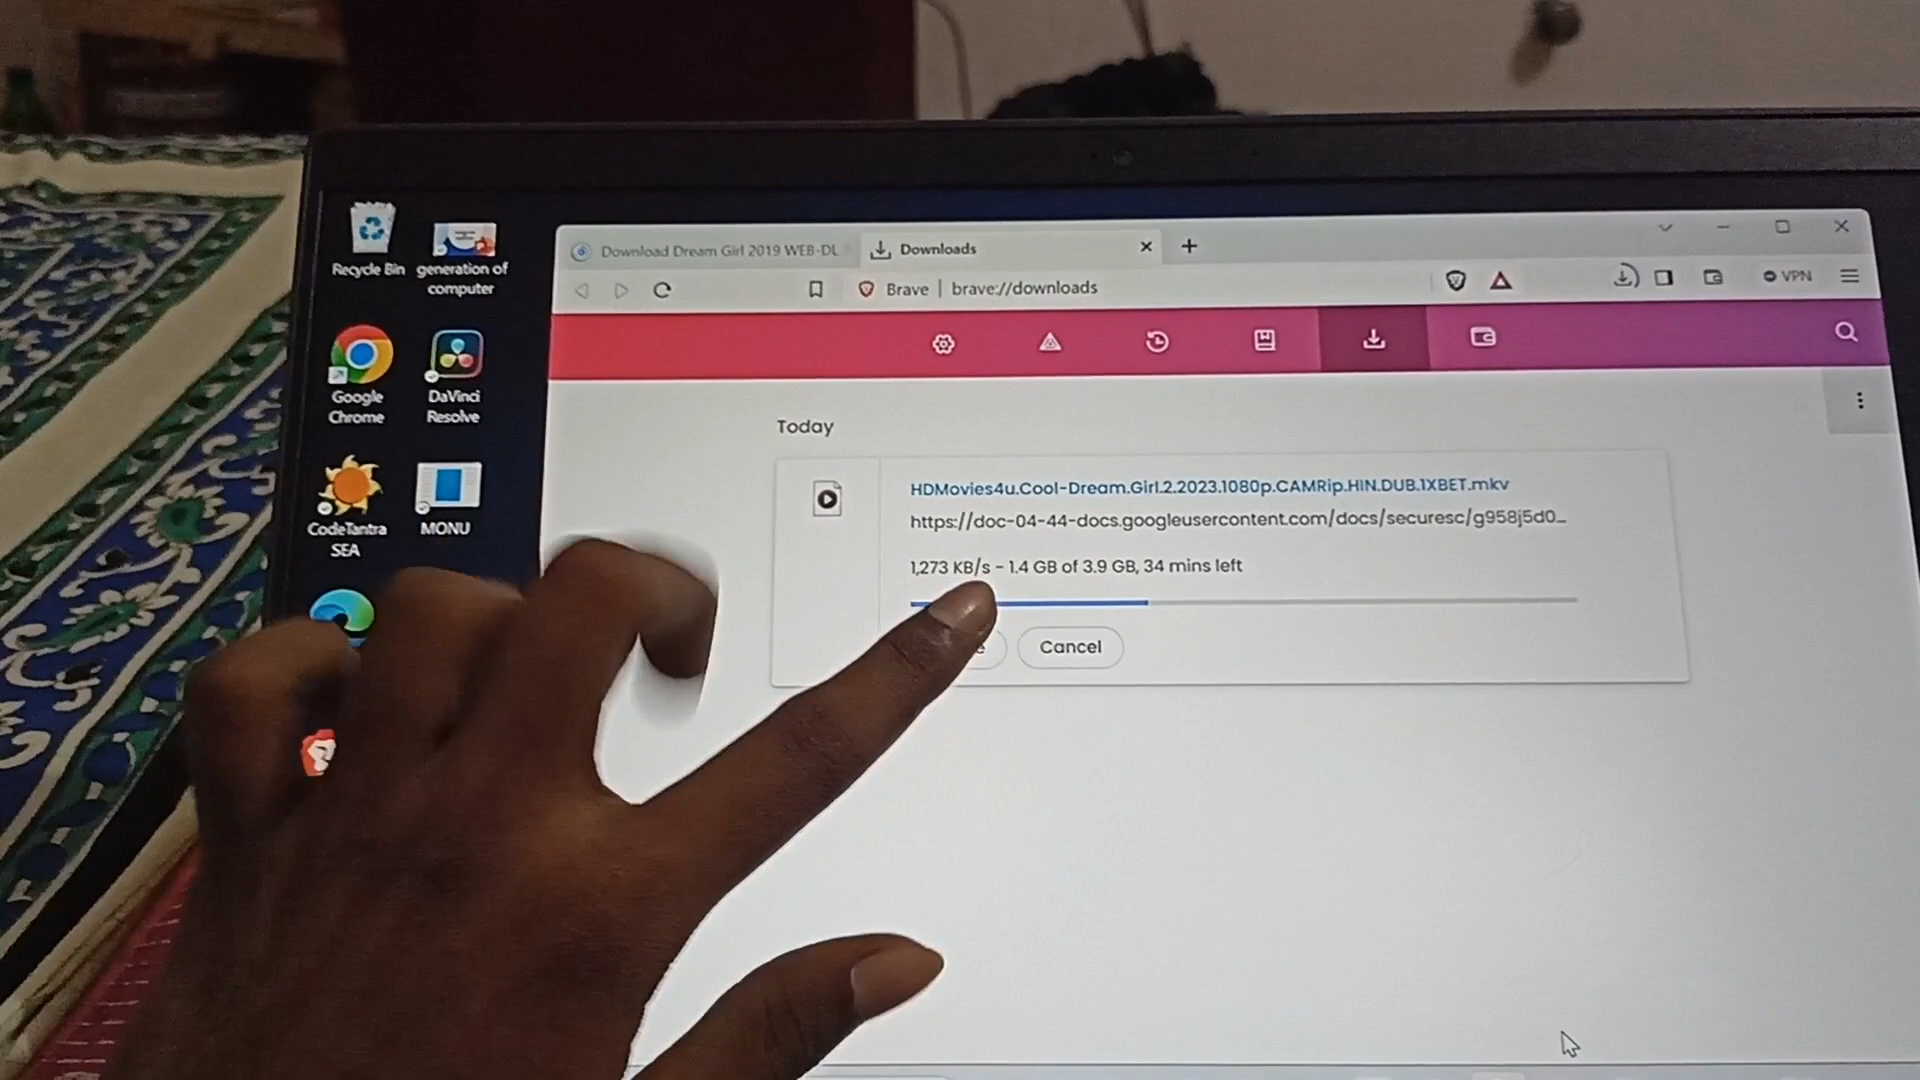 Recycle Bin
generation of
computer
Google
Chrome
DaVinci
Resolve
CodeTantra
SEA
MONU
Download Dream Girl 2019 WEB-DL
Downloads
Brave | brave://downloads
VPN
Today
HDMovies4u.Cool-Dream.Girl.2.2023.1080p.CAMRip.HIN.DUB.1XBET.mkv
https://doc-04-44-docs.googleusercontent.com/docs/securesc/g958j5d0...
1,273 KB/s - 1.4 GB of 3.9 GB, 34 mins left
Cancel